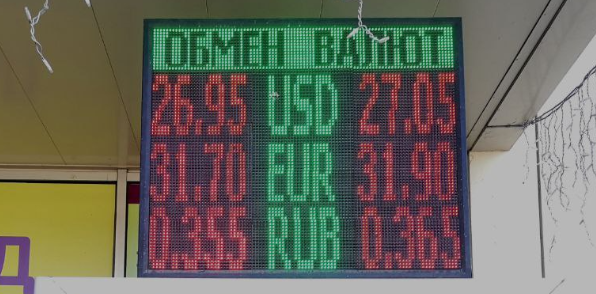 ОБМЕН ВАЛЮТ
26.95 USD 27.05
31.70 EUR 31.90
0.355 RUB 0.365